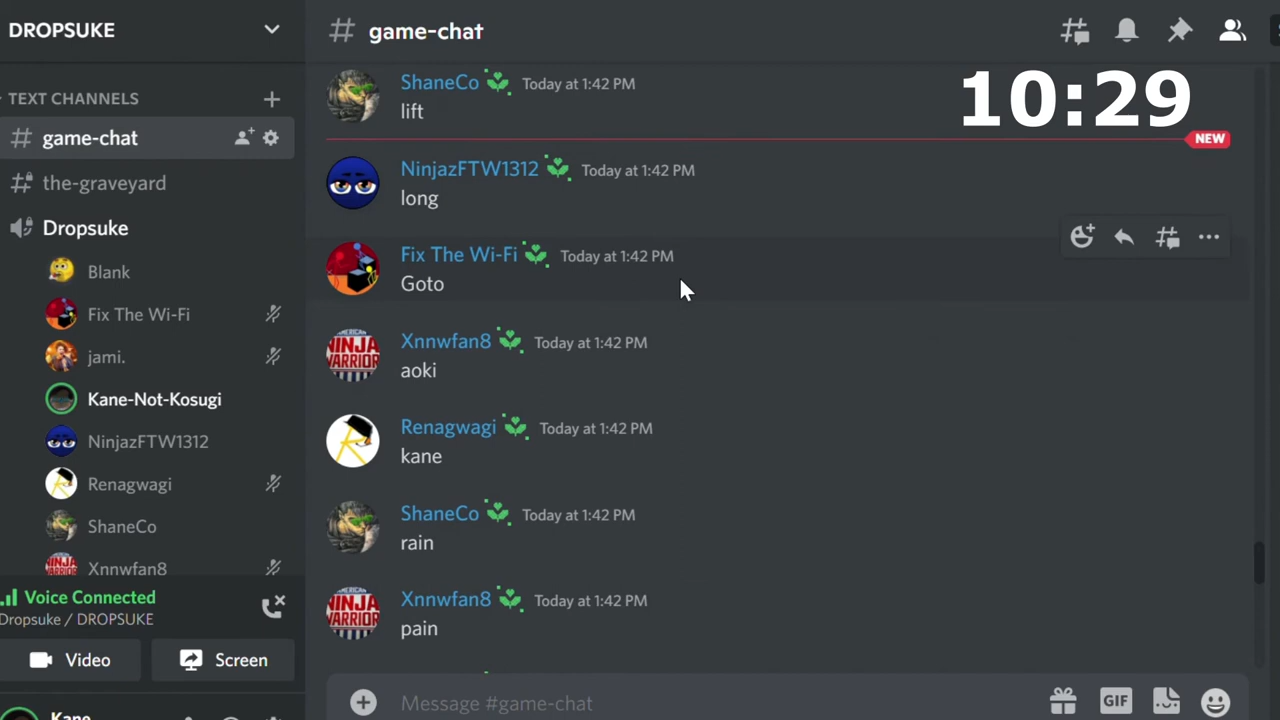 DROPSUKE
# game-chat
10:29
TEXT CHANNELS
# game-chat
# the-graveyard
Dropsuke
Blank
Fix The Wi-Fi
jami.
Kane-Not-Kosugi
NinjazFTW1312
Renagwagi
ShaneCo
Xnnwfan8
Voice Connected
Dropsuke / DROPSUKE
Video
Screen
Kane
ShaneCo Today at 1:42 PM
lift
NEW
NinjazFTW1312 Today at 1:42 PM
long
Fix The Wi-Fi Today at 1:42 PM
Goto
Xnnwfan8 Today at 1:42 PM
aoki
Renagwagi Today at 1:42 PM
kane
ShaneCo Today at 1:42 PM
rain
Xnnwfan8 Today at 1:42 PM
pain
Message #game-chat
GIF